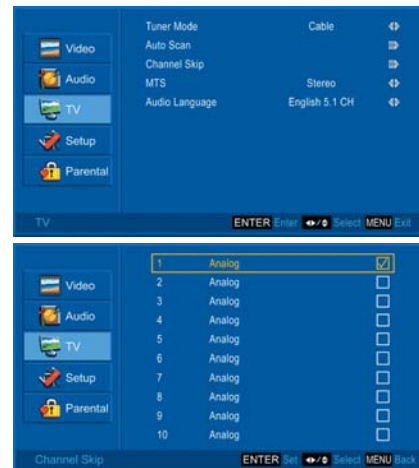 Tuner Mode Cable
Video Auto Scan
Channel Skip
Audio MTS Stereo
TV Audio Language English 5.1 CH
Setup
Parental
TV ENTER Enter / Select MENU Exit
1 Analog
Video 2 Analog
3 Analog
Audio 4 Analog
TV 5 Analog
6 Analog
Setup 7 Analog
8 Analog
Parental 9 Analog
10 Analog
Channel Skip ENTER Set / Select MENU Back